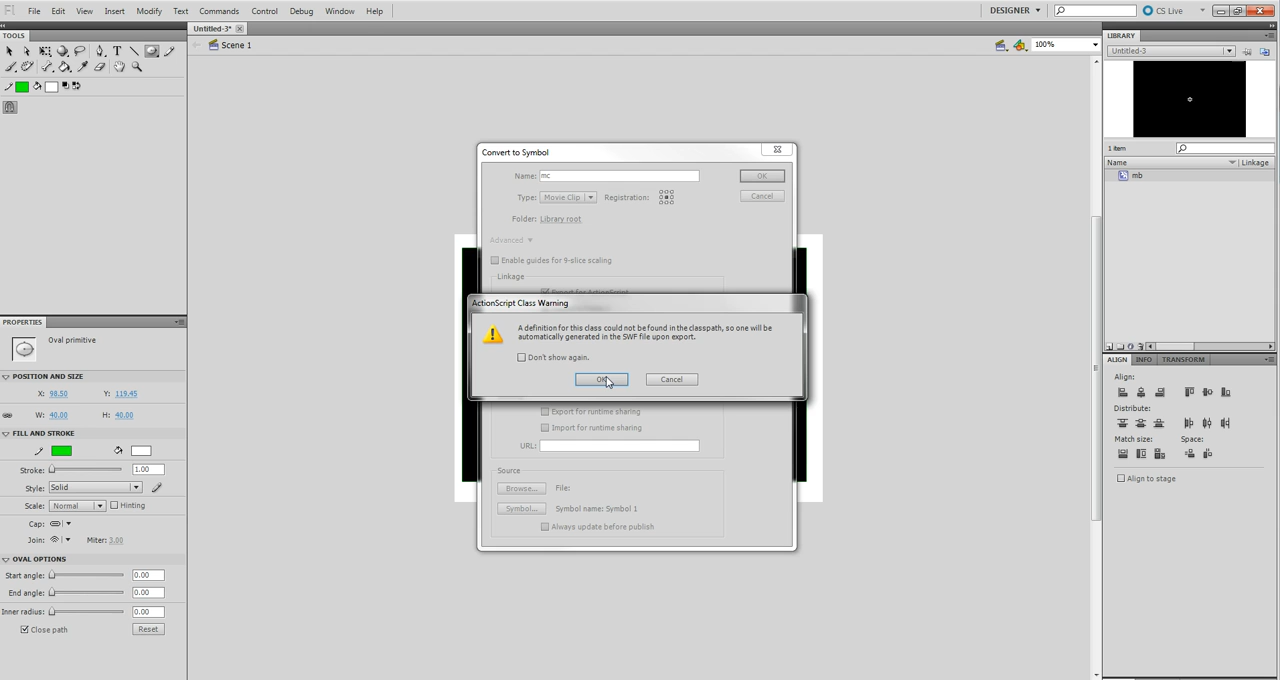 Fl File Edit View Insert Modify Text Commands Control Debug Window Help DESIGNER CS Live
Untitled-3*
Scene 1 100%
TOOLS
PROPERTIES
Oval primitive
POSITION AND SIZE
X: 98.50 Y: 119.45
W: 40.00 H: 40.00
FILL AND STROKE
Stroke: 1.00
Style: Solid
Scale: Normal Hinting
Cap:
Join: Miter: 3.00
OVAL OPTIONS
Start angle: 0.00
End angle: 0.00
Inner radius: 0.00
Close path Reset
Convert to Symbol
Name: mc OK
Type: Movie Clip Registration: Cancel
Folder: Library root
Advanced
Enable guides for 9-slice scaling
Linkage
Export for ActionScript
ActionScript Class Warning
A definition for this class could not be found in the classpath, so one will be
automatically generated in the SWF file upon export.
Don't show again.
OK Cancel
Export for runtime sharing
Import for runtime sharing
URL:
Source
Browse... File:
Symbol... Symbol name: Symbol 1
Always update before publish
LIBRARY
Untitled-3
1 item
Name Linkage
mb
ALIGN INFO TRANSFORM
Align:
Distribute:
Match size: Space:
Align to stage